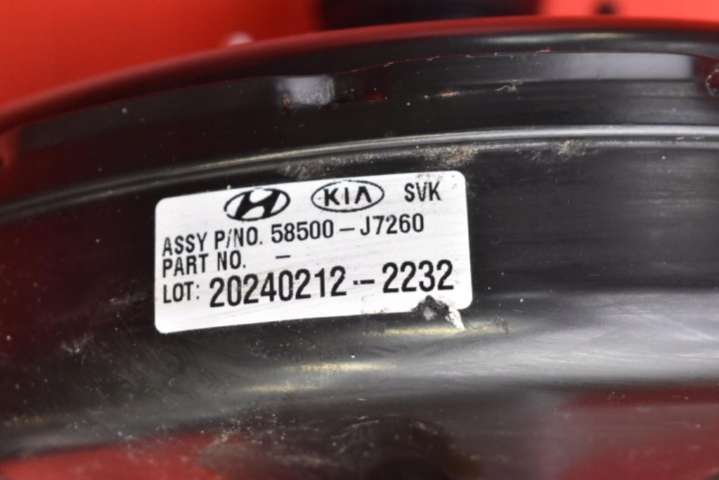 KIA SVK
ASSY P/NO. 58500-J7260
PART NO. -
LOT: 20240212--2232